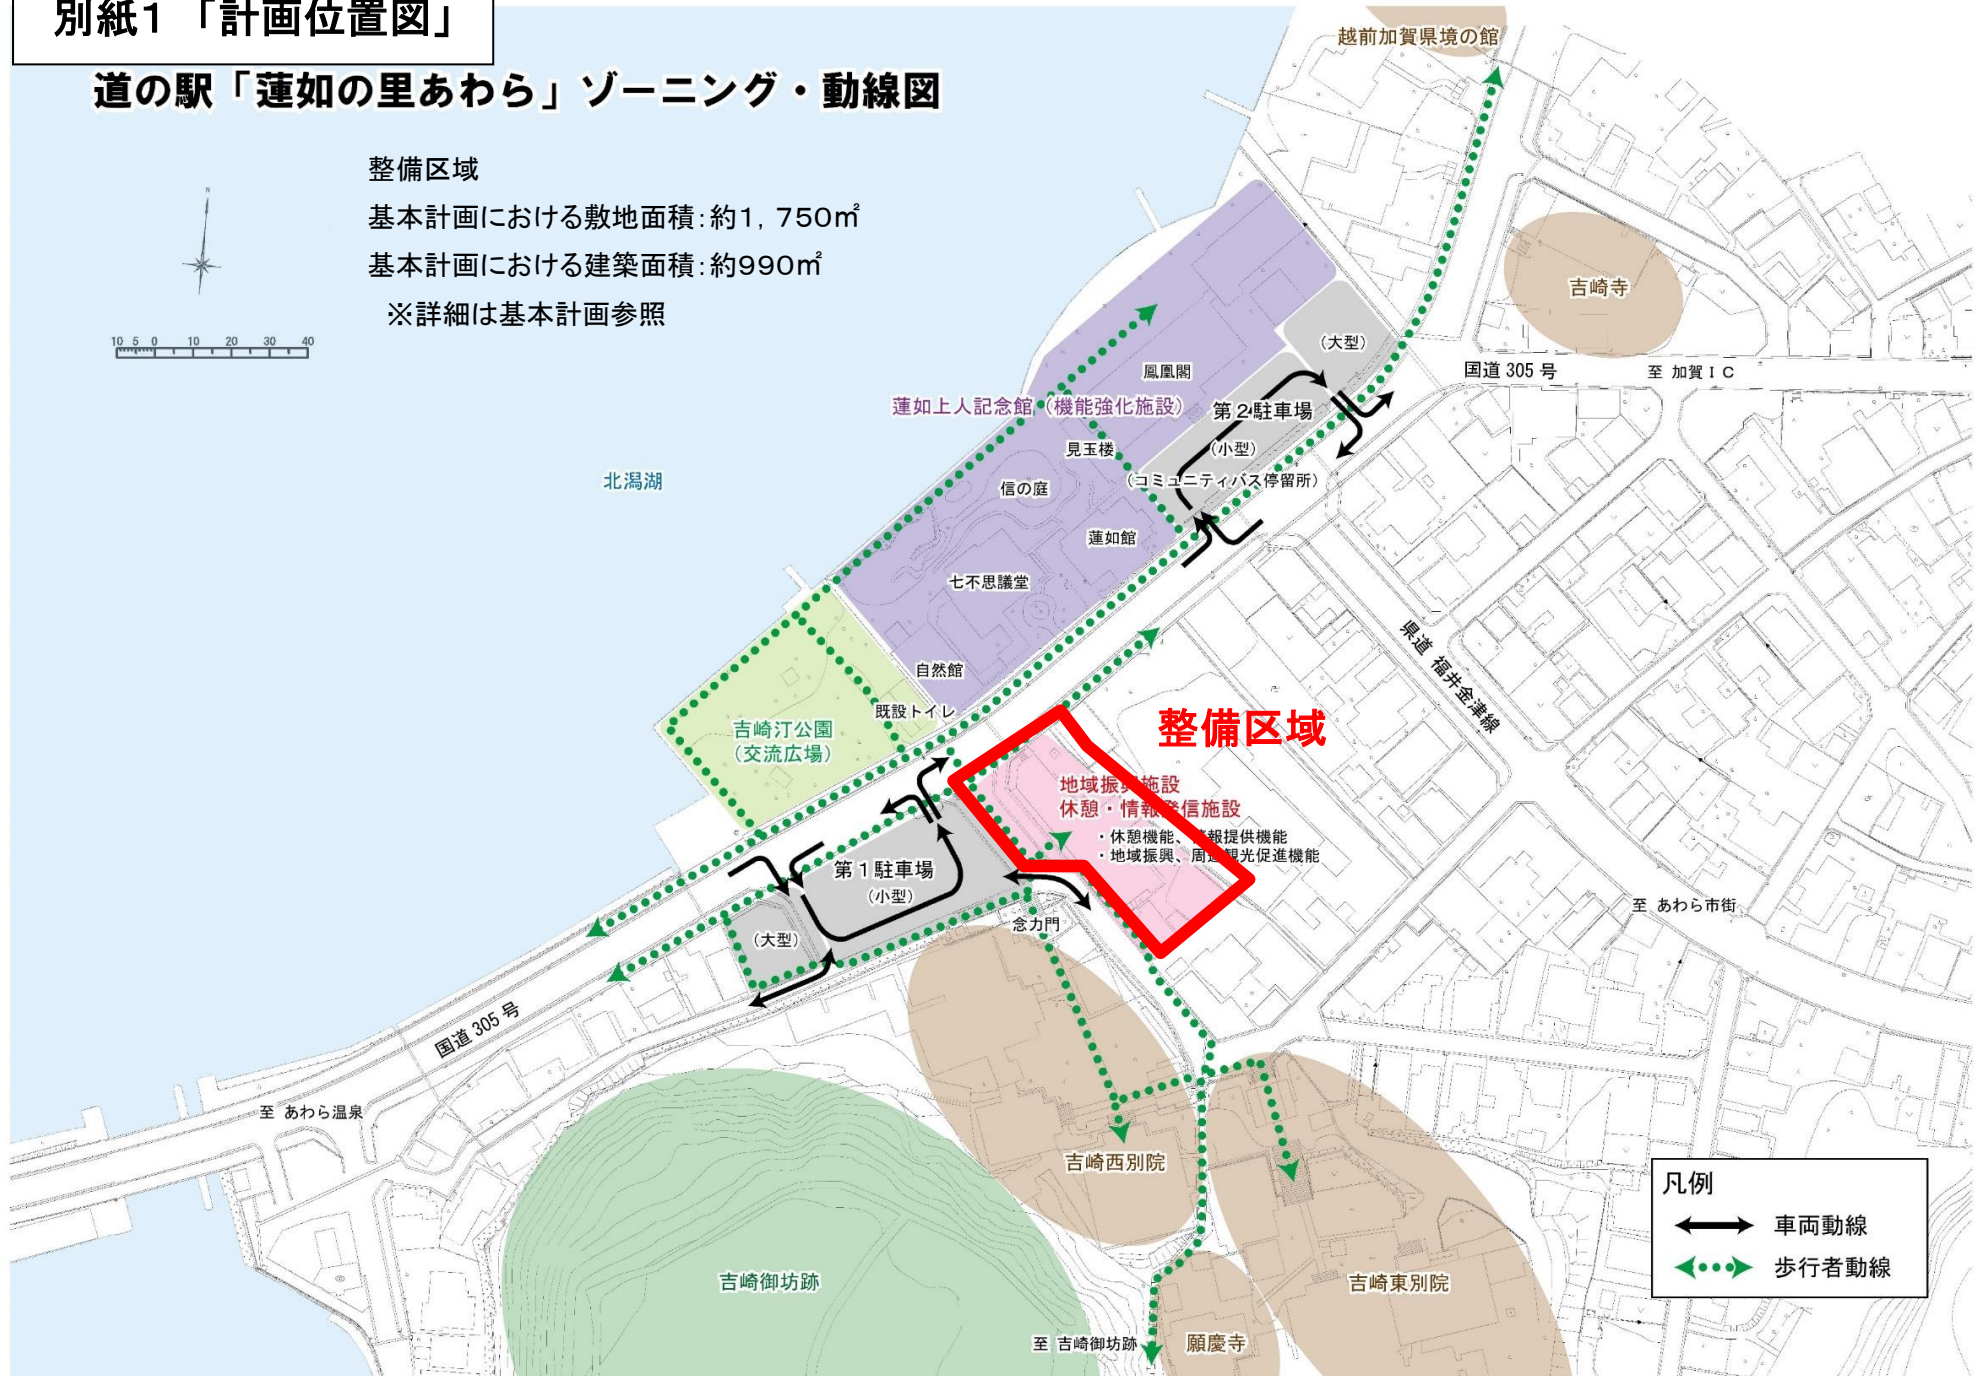 別紙1 「計画位置図」
道の駅「蓮如の里あわら」ゾーニング・動線図
整備区域
基本計画における敷地面積：約1，750㎡
基本計画における建築面積：約990㎡
※詳細は基本計画参照
N
10 5 0 10 20 30 40
越前加賀県境の館
吉崎寺
(大型)
国道 305 号
至 加賀ＩＣ
鳳凰閣
蓮如上人記念館（機能強化施設）
第２駐車場
見玉楼
(小型)
(コミュニティバス停留所)
北潟湖
信の庭
蓮如館
七不思議堂
県道 福井金津線
自然館
既設トイレ
吉崎汀公園
(交流広場)
整備区域
地域振興施設
休憩・情報発信施設
・休憩機能、情報提供機能
・地域振興、周辺観光促進機能
第１駐車場
(小型)
(大型)
念力門
至 あわら市街
国道 305 号
至 あわら温泉
吉崎西別院
吉崎御坊跡
吉崎東別院
至 吉崎御坊跡
願慶寺
凡例
車両動線
歩行者動線